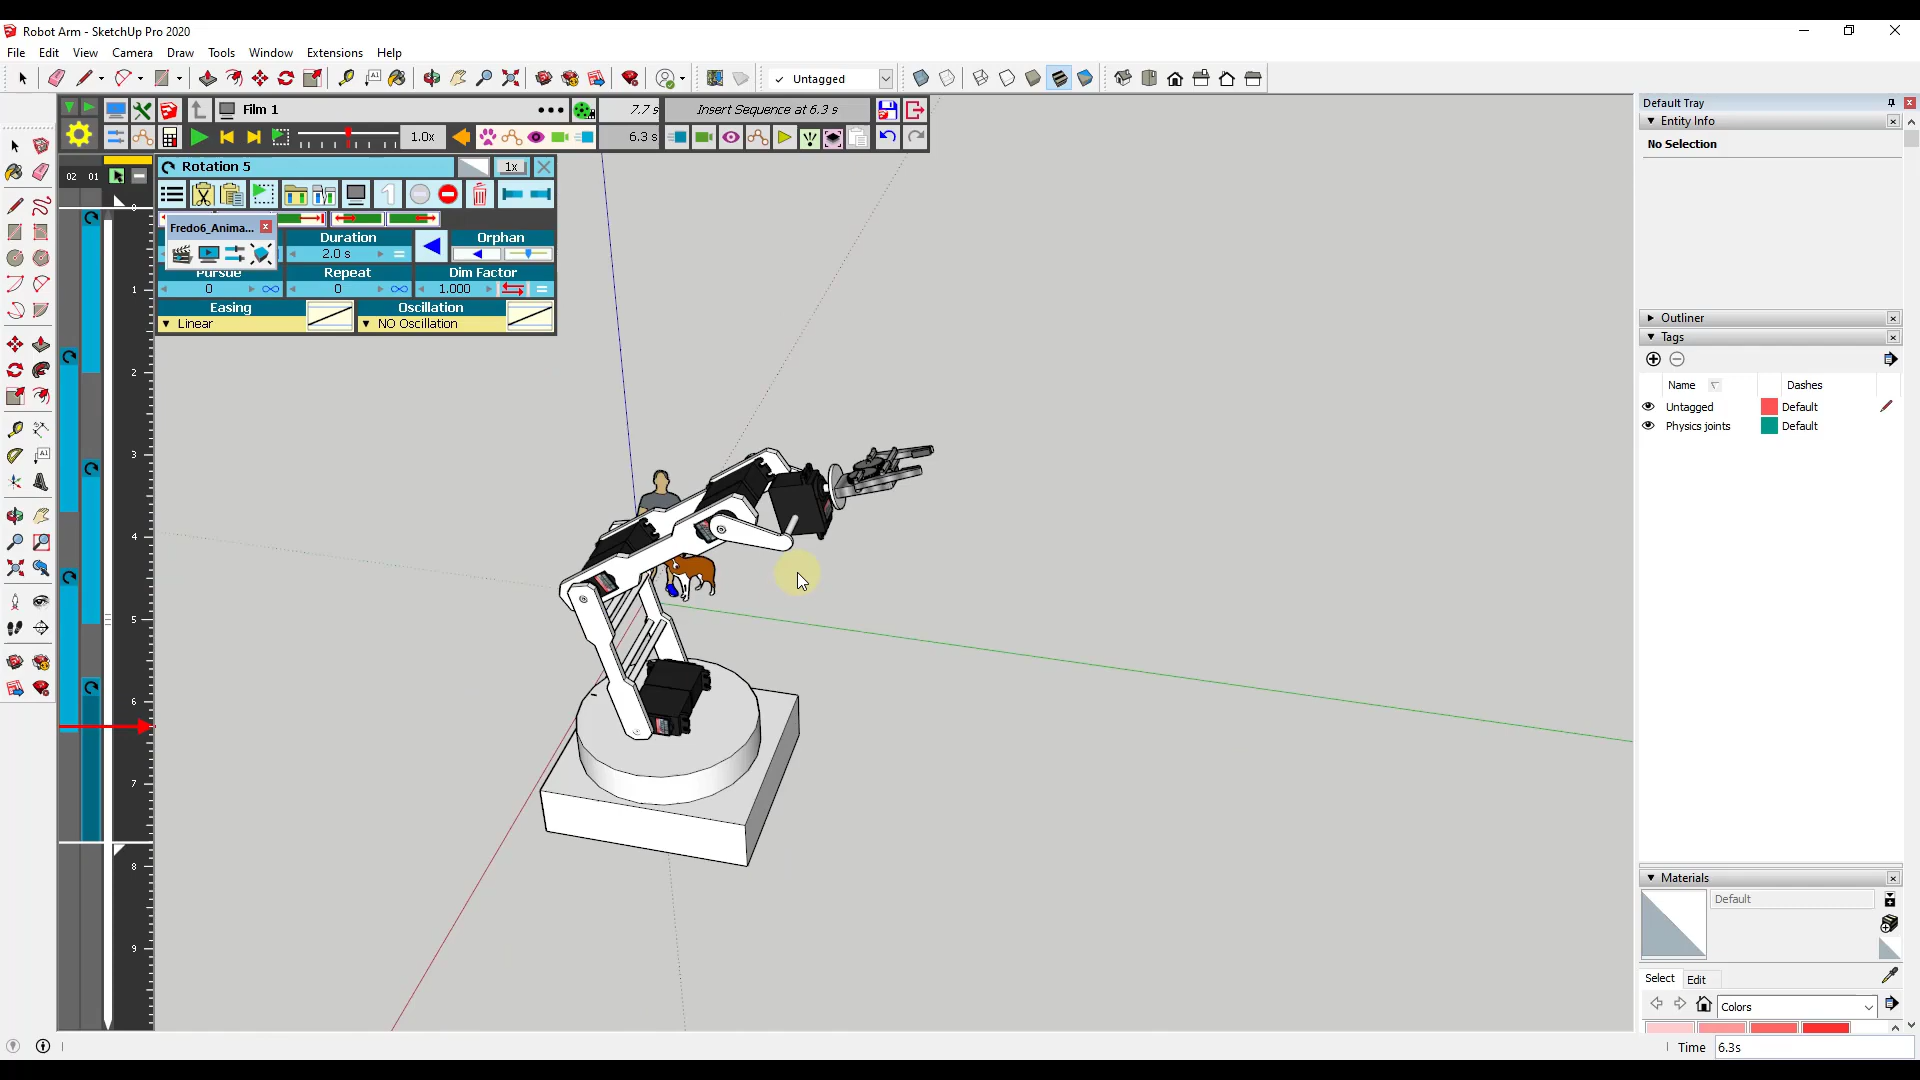 Robot Arm - SketchUp Pro 2020
File Edit View Camera Draw Tools Window Extensions Help
Untagged
Film 1
7.7 s
Insert Sequence at 6.3 s
1.0x
6.3 s
Rotation 5
1x
02 01
Fredo6_Anima...
Duration
Orphan
2.0 s
Pursue
Repeat
Dim Factor
0
0
1.000
Easing
Oscillation
Linear
NO Oscillation
0
1
2
3
4
5
6
7
8
9
Default Tray
Entity Info
No Selection
Outliner
Tags
Name
Dashes
Untagged
Default
Physics joints
Default
Materials
Default
Select
Edit
Colors
Time
6.3s